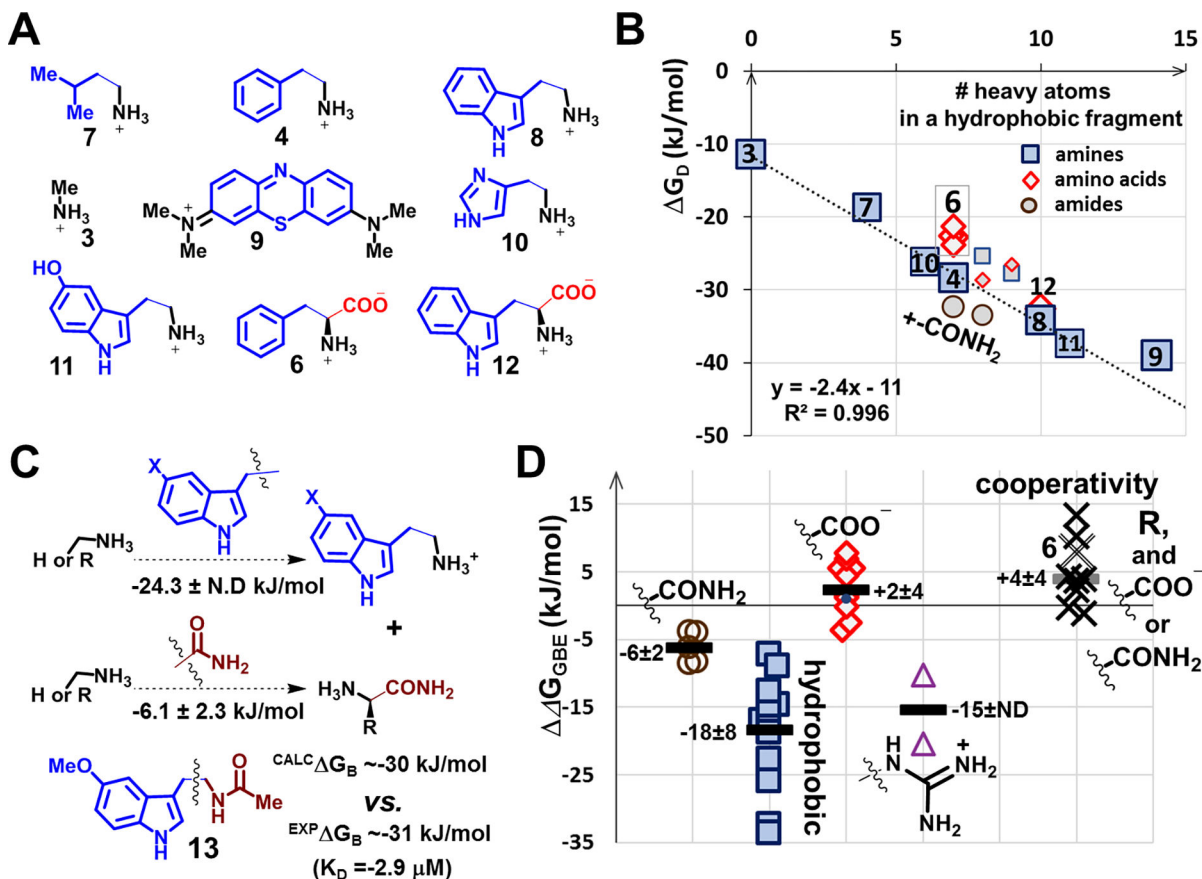 A
Me
Me
NH3
+
7
NH3
+
4
N
H
NH3
+
8
Me
NH3
+
3
N
Me
N
+
Me
S
N
Me
Me
9
N
N
H
NH3
+
10
HO
N
H
NH3
+
11
COO−
NH3
+
6
COO−
N
H
NH3
+
12
B
0 5 10 15
ΔGD (kJ/mol)
0
-10
-20
-30
-40
-50
# heavy atoms
in a hydrophobic fragment
amines
amino acids
amides
3
7
6
10
4
12
8
11
9
+-CONH2
y = -2.4x - 11
R² = 0.996
C
X
N
H
H or R
NH3
+
-24.3 ± N.D kJ/mol
X
N
H
NH3+
+
O
NH2
H or R
NH3
+
-6.1 ± 2.3 kJ/mol
H3N
+
CONH2
R
MeO
N
H
N
H
O
Me
13
CALCΔGB ~-30 kJ/mol
vs.
EXPΔGB ~-31 kJ/mol
(KD =-2.9 μM)
D
ΔΔGGBE (kJ/mol)
15
5
-5
-15
-25
-35
CONH2
-6±2
-18±8
hydrophobic
COO−
+2±4
-15±ND
H
N
+
NH2
NH2
cooperativity
6
+4±4
R,
and
COO−
or
CONH2